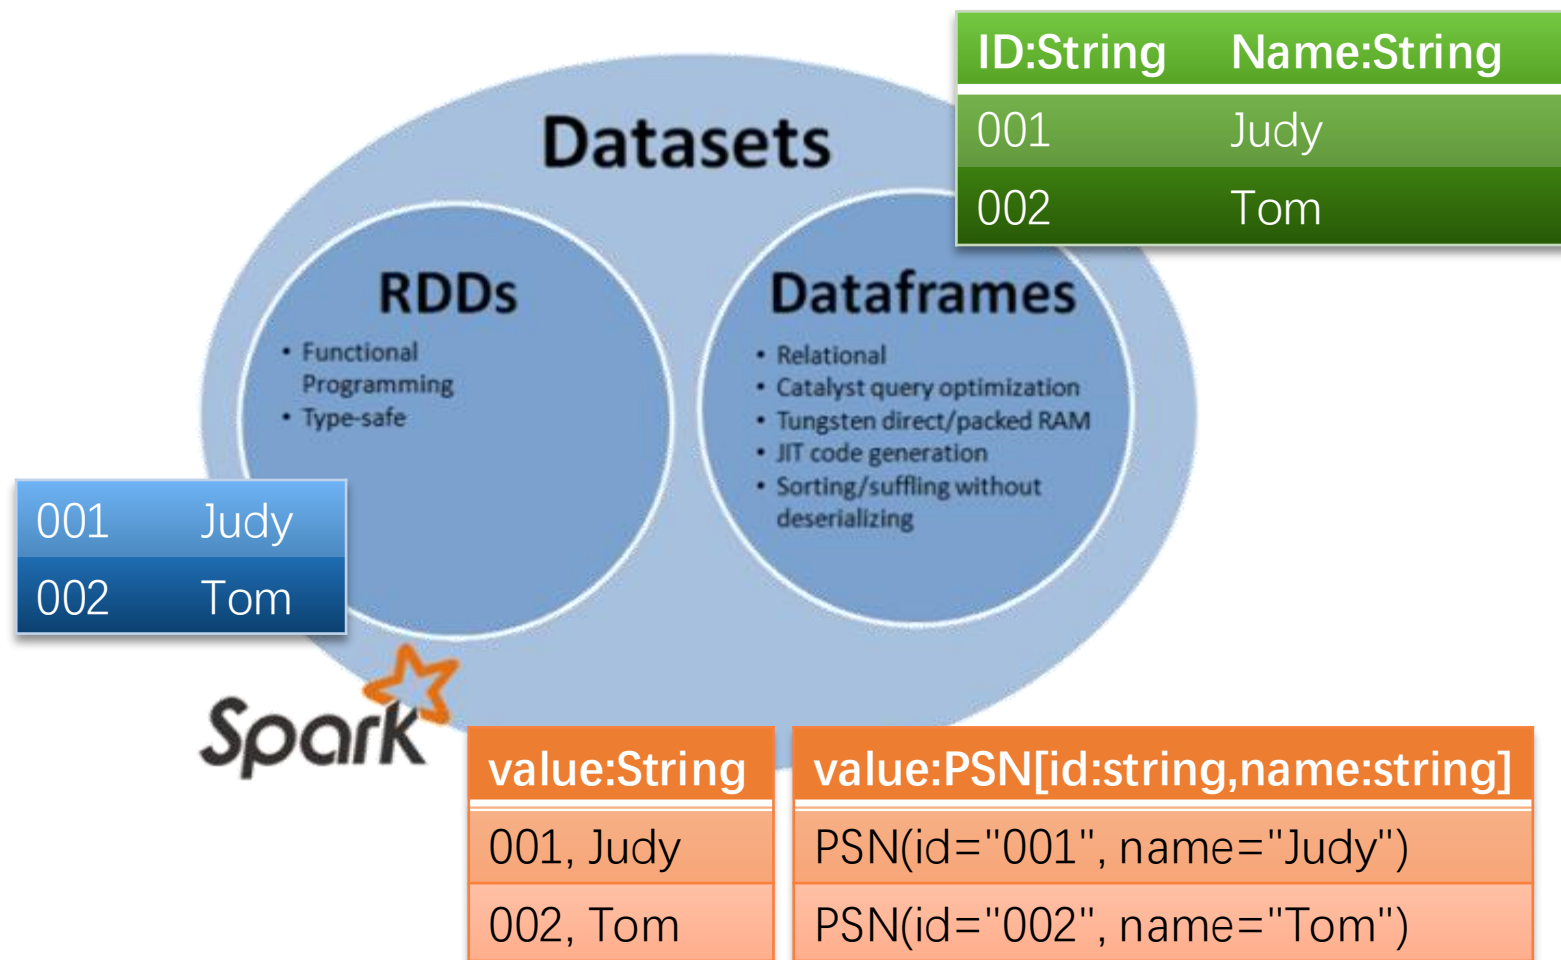 ID:String Name:String
001 Judy
002 Tom
Datasets
RDDs
• Functional
Programming
• Type-safe
Dataframes
• Relational
• Catalyst query optimization
• Tungsten direct/packed RAM
• JIT code generation
• Sorting/suffling without
deserializing
001 Judy
002 Tom
Spark
value:String
001, Judy
002, Tom
value:PSN[id:string,name:string]
PSN(id="001", name="Judy")
PSN(id="002", name="Tom")